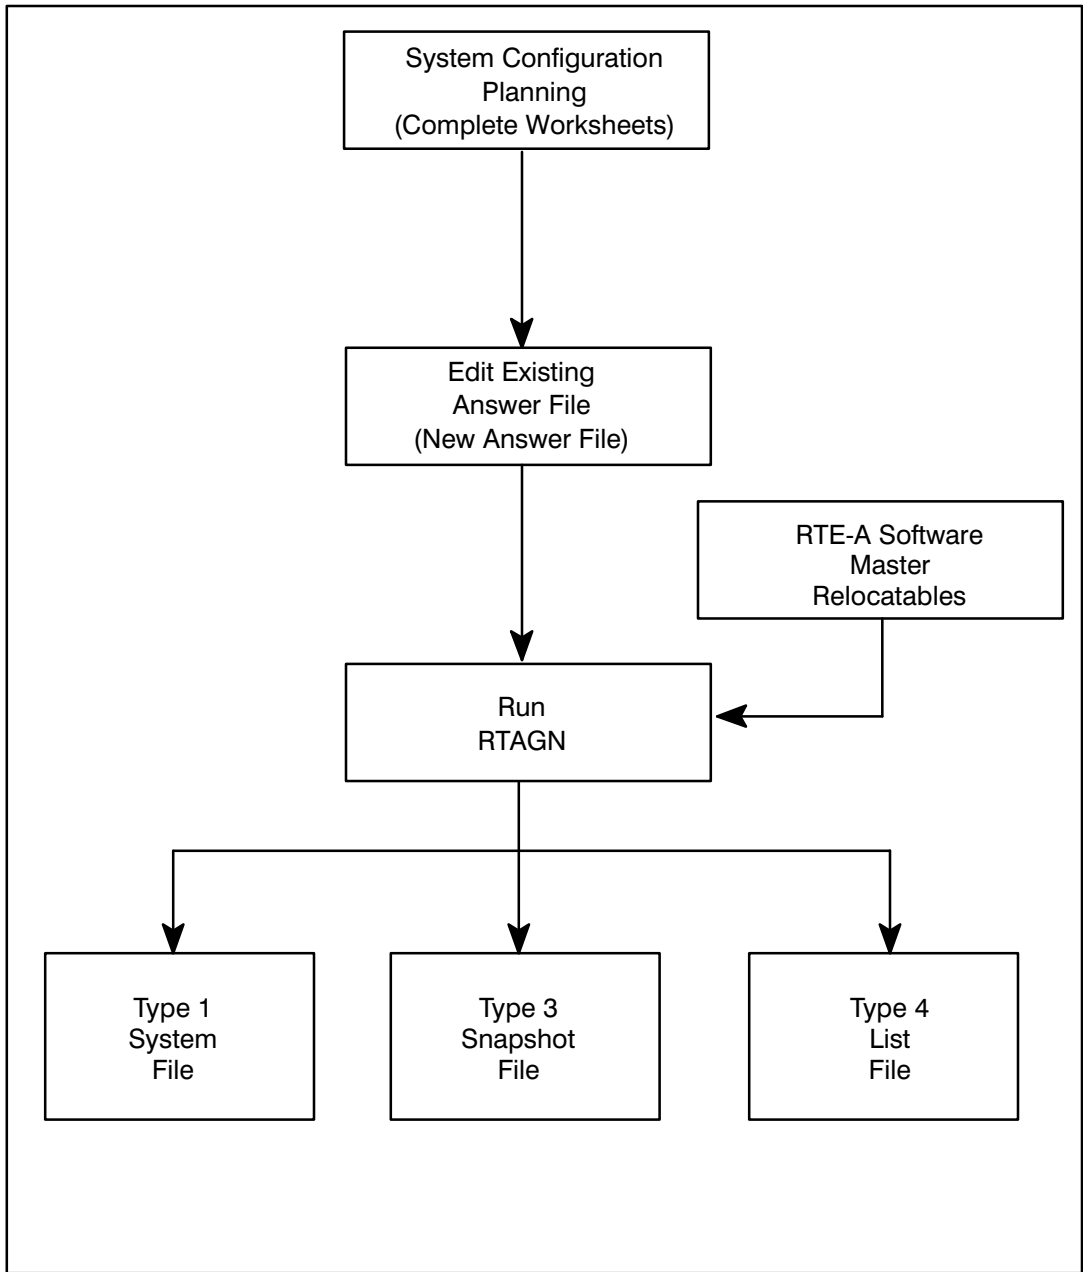 System Configuration
Planning
(Complete Worksheets)
Edit Existing
Answer File
(New Answer File)
RTE-A Software
Master
Relocatables
Run
RTAGN
Type 1
System
File
Type 3
Snapshot
File
Type 4
List
File